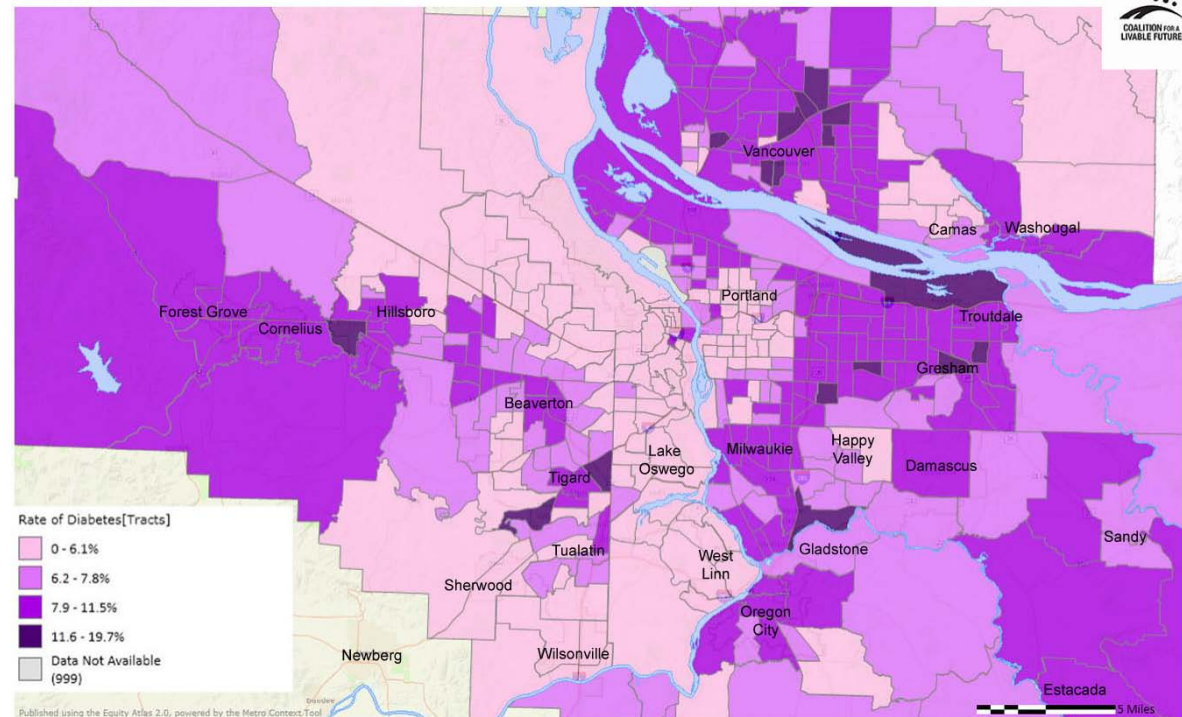 COALITION FOR A
LIVABLE FUTURE
Vancouver
Camas
Washougal
Portland
Troutdale
Forest Grove
Cornelius
Hillsboro
Gresham
Beaverton
Lake
Oswego
Milwaukie
Happy
Valley
Damascus
Tigard
Sandy
Tualatin
Gladstone
West
Linn
Sherwood
Oregon
City
Wilsonville
Newberg
Estacada
Rate of Diabetes[Tracts]
0 - 6.1%
6.2 - 7.8%
7.9 - 11.5%
11.6 - 19.7%
Data Not Available
(999)
5 Miles
Published using the Equity Atlas 2.0, powered by the Metro Context Tool